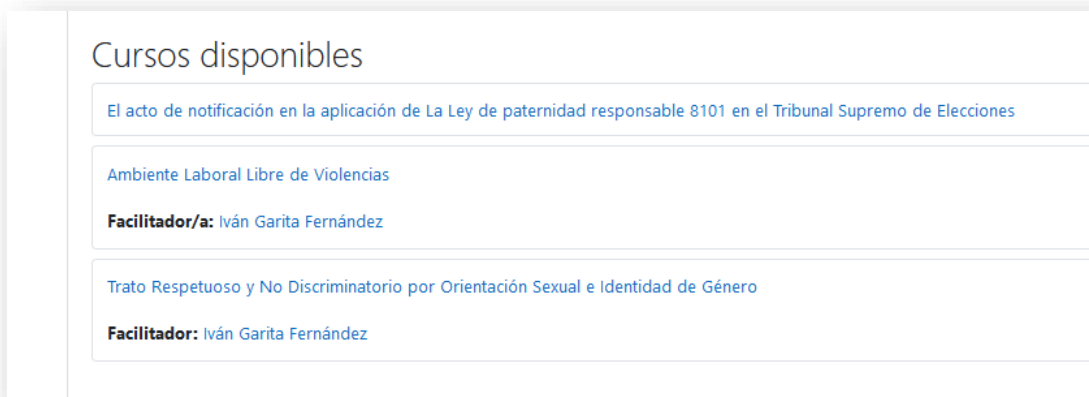 Cursos disponibles
El acto de notificación en la aplicación de La Ley de paternidad responsable 8101 en el Tribunal Supremo de Elecciones
Ambiente Laboral Libre de Violencias
Facilitador/a: Iván Garita Fernández
Trato Respetuoso y No Discriminatorio por Orientación Sexual e Identidad de Género
Facilitador: Iván Garita Fernández